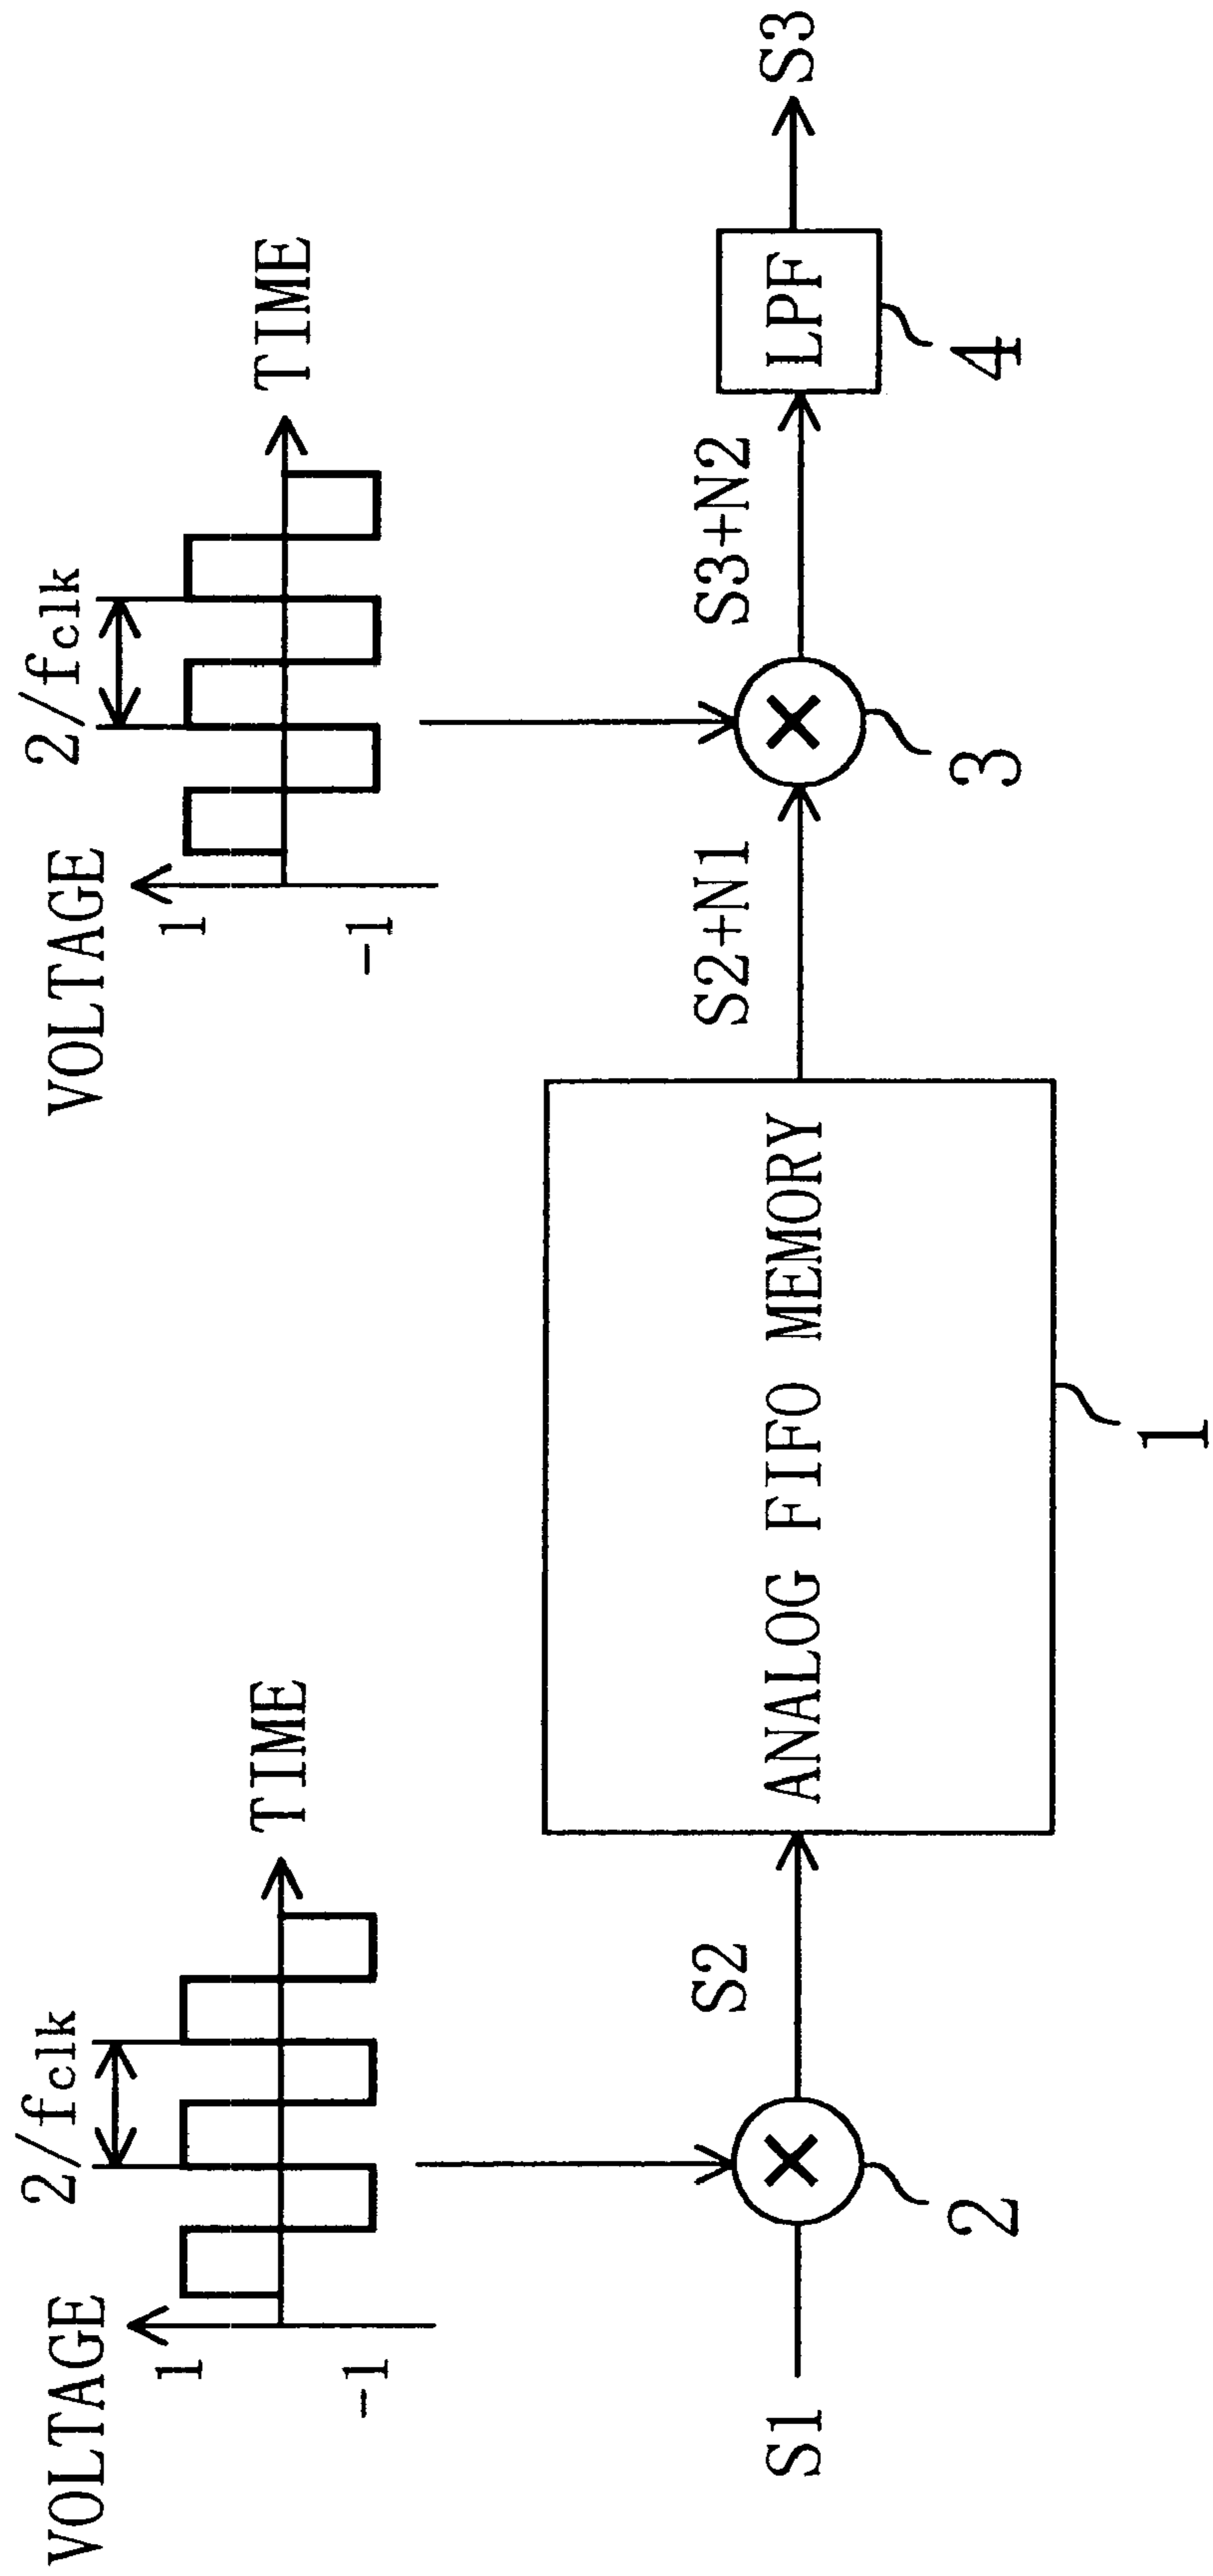 VOLTAGE
2/fclk
1
-1
TIME
VOLTAGE
2/fclk
1
-1
TIME
S1
S2
ANALOG FIFO MEMORY
S2+N1
S3+N2
LPF
S3
2
1
3
4